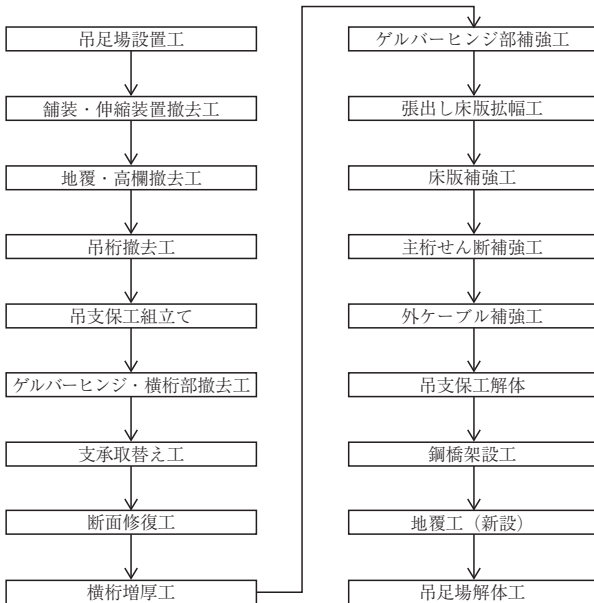 吊足場設置工
舗装・伸縮装置撤去工
地覆・高欄撤去工
吊桁撤去工
吊支保工組立て
ゲルバーヒンジ・横桁部撤去工
支承取替え工
断面修復工
横桁増厚工
ゲルバーヒンジ部補強工
張出し床版拡幅工
床版補強工
主桁せん断補強工
外ケーブル補強工
吊支保工解体
鋼橋架設工
地覆工（新設）
吊足場解体工